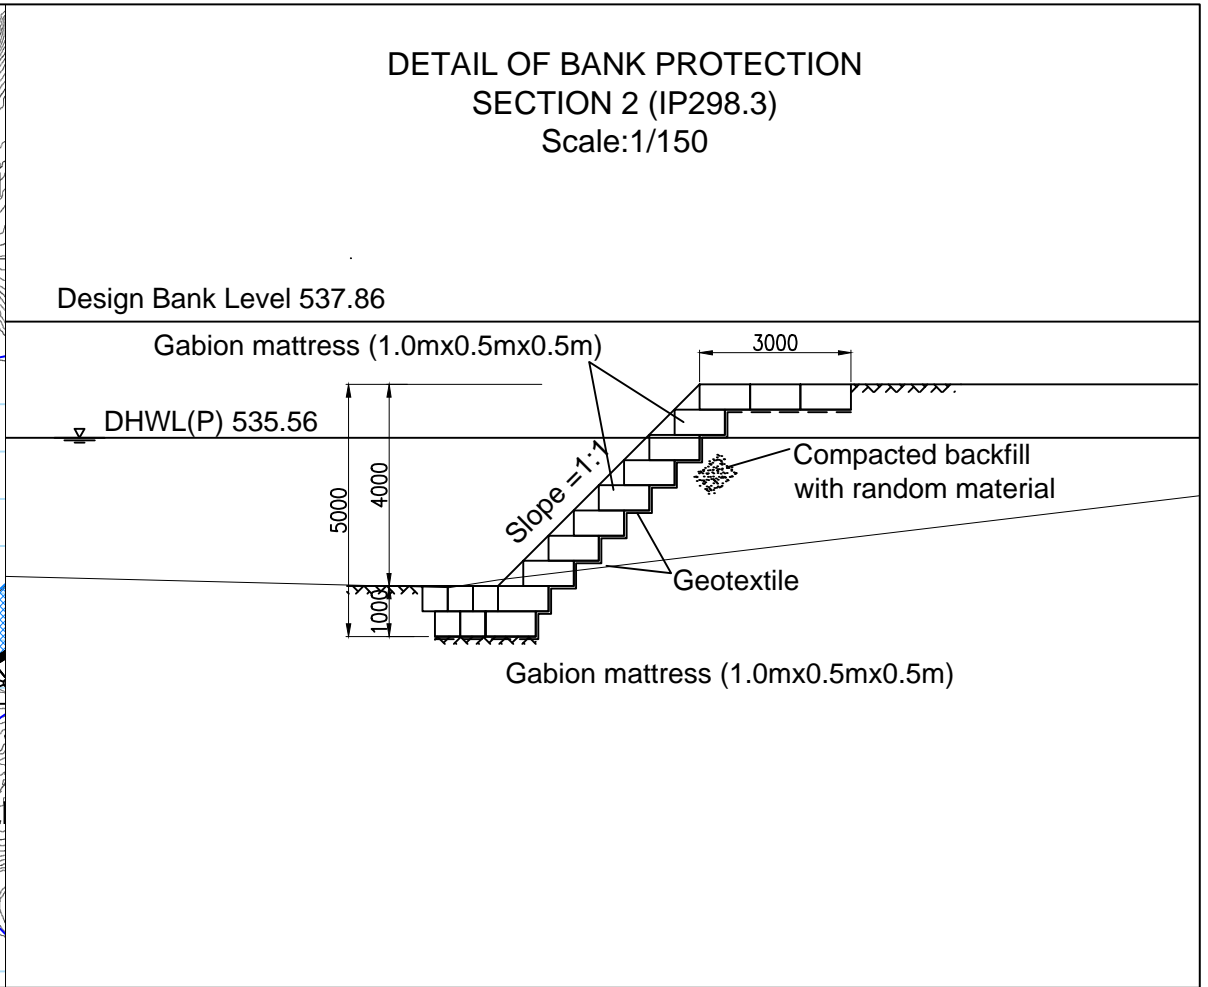 DETAIL OF BANK PROTECTION
SECTION 2 (IP298.3)
Scale:1/150
Design Bank Level 537.86
Gabion mattress (1.0mx0.5mx0.5m)
3000
DHWL(P) 535.56
Slope =1:1
Compacted backfill
with random material
5000
4000
Geotextile
1000
Gabion mattress (1.0mx0.5mx0.5m)